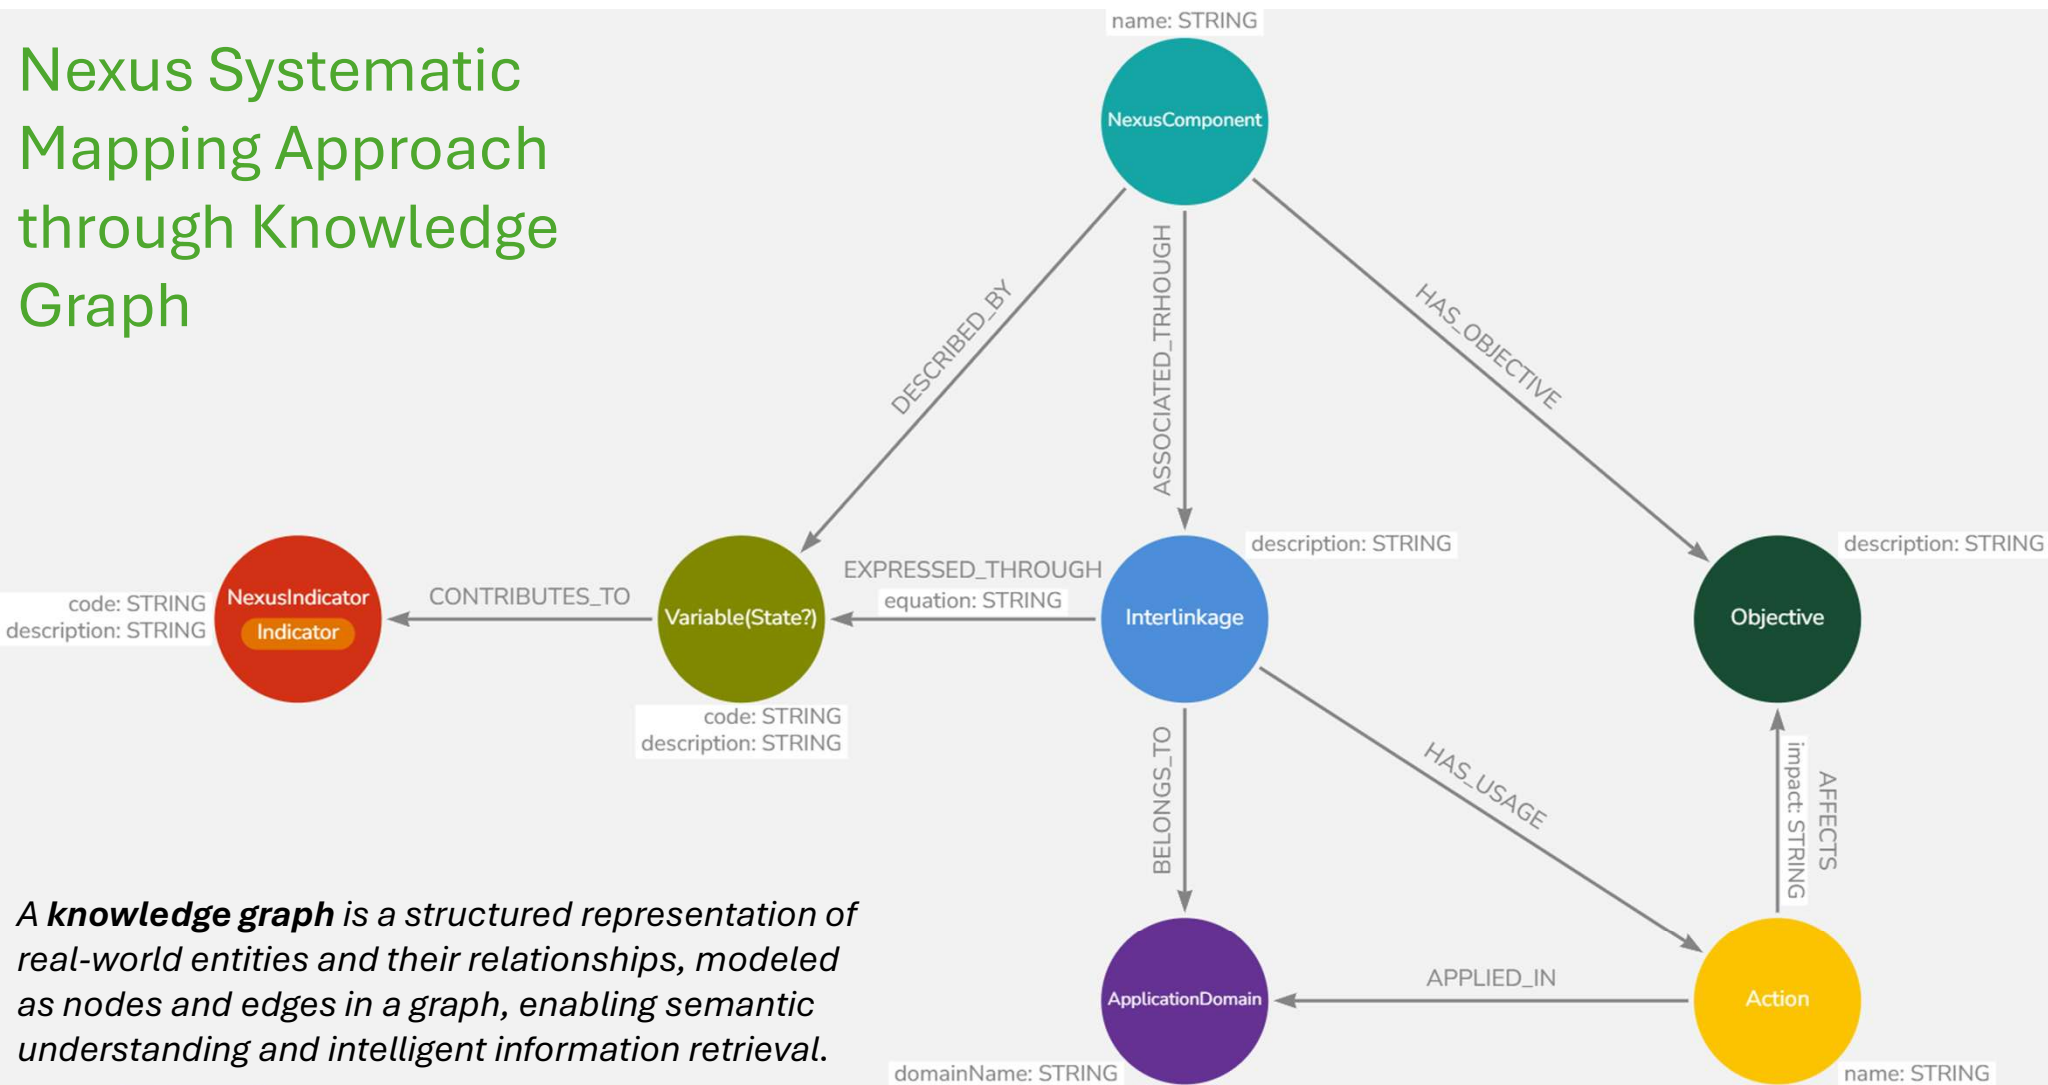 name: STRING
Nexus Systematic
Mapping Approach
through Knowledge
Graph
NexusComponent
DESCRIBED_BY
ASSOCIATED_TRHOUGH
HAS_OBJECTIVE
code: STRING
description: STRING
NexusIndicator
Indicator
CONTRIBUTES_TO
Variable(State?)
code: STRING
description: STRING
EXPRESSED_THROUGH
equation: STRING
Interlinkage
description: STRING
Objective
description: STRING
BELONGS_TO
HAS_USAGE
AFFECTS
impact: STRING
A knowledge graph is a structured representation of
real-world entities and their relationships, modeled
as nodes and edges in a graph, enabling semantic
understanding and intelligent information retrieval.
ApplicationDomain
domainName: STRING
APPLIED_IN
Action
name: STRING